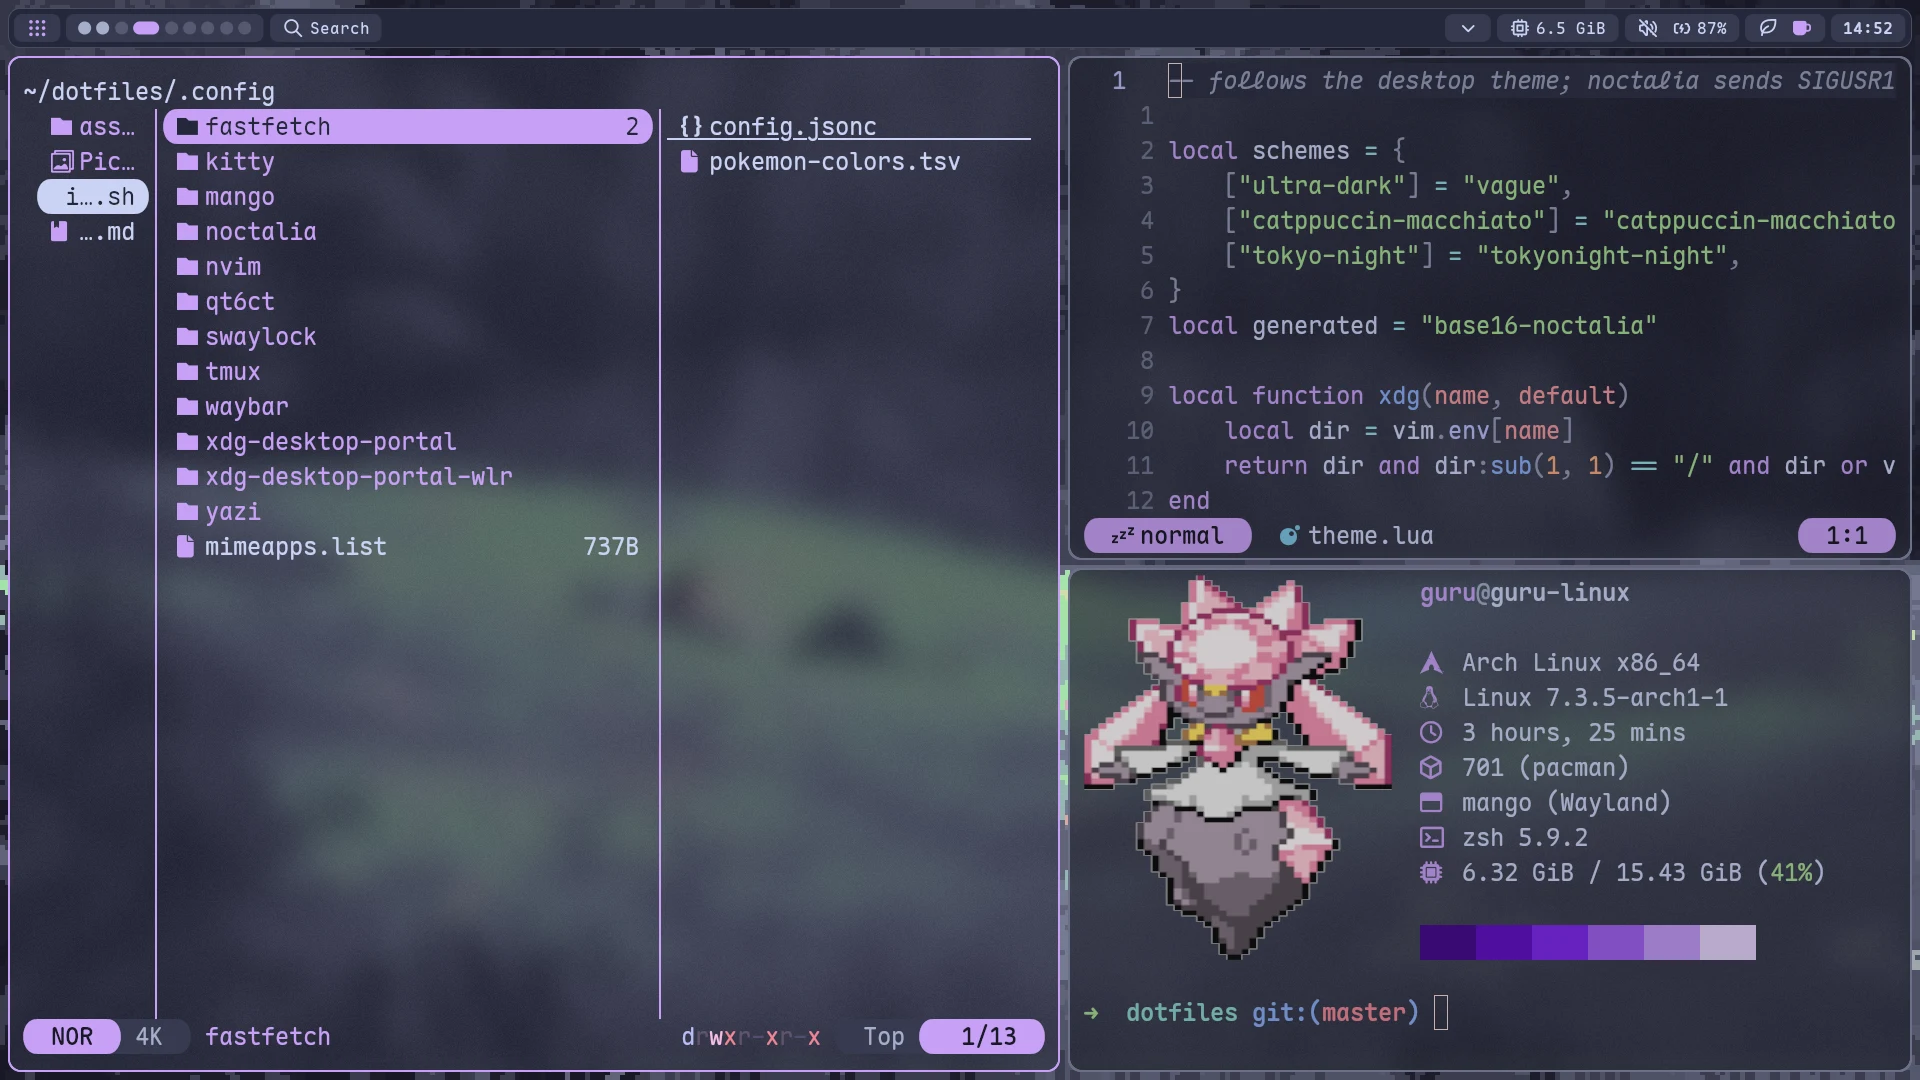 Search
6.5 GiB
87%
14:52
~/dotfiles/.config
ass…
Pic…
i….sh
….md
fastfetch 2
kitty
mango
noctalia
nvim
qt6ct
swaylock
tmux
waybar
xdg-desktop-portal
xdg-desktop-portal-wlr
yazi
mimeapps.list 737B
{} config.jsonc
pokemon-colors.tsv
NOR 4K fastfetch drwxr-xr-x Top 1/13
1 -- follows the desktop theme; noctalia sends SIGUSR1
1
2 local schemes = {
3 ["ultra-dark"] = "vague",
4 ["catppuccin-macchiato"] = "catppuccin-macchiato
5 ["tokyo-night"] = "tokyonight-night",
6 }
7 local generated = "base16-noctalia"
8
9 local function xdg(name, default)
10 local dir = vim.env[name]
11 return dir and dir:sub(1, 1) == "/" and dir or v
12 end
zzz normal theme.lua 1:1
guru@guru-linux
Arch Linux x86_64
Linux 7.3.5-arch1-1
3 hours, 25 mins
701 (pacman)
mango (Wayland)
zsh 5.9.2
6.32 GiB / 15.43 GiB (41%)
➜ dotfiles git:(master)